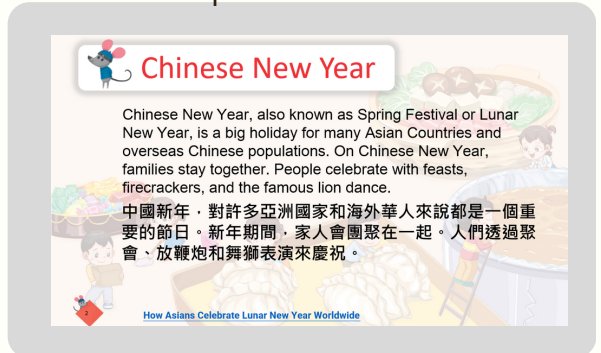 Chinese New Year
Chinese New Year, also known as Spring Festival or Lunar
New Year, is a big holiday for many Asian Countries and
overseas Chinese populations. On Chinese New Year,
families stay together. People celebrate with feasts,
firecrackers, and the famous lion dance.
中國新年，對許多亞洲國家和海外華人來說都是一個重
要的節日。新年期間，家人會團聚在一起。人們透過聚
會、放鞭炮和舞獅表演來慶祝。
2
How Asians Celebrate Lunar New Year Worldwide